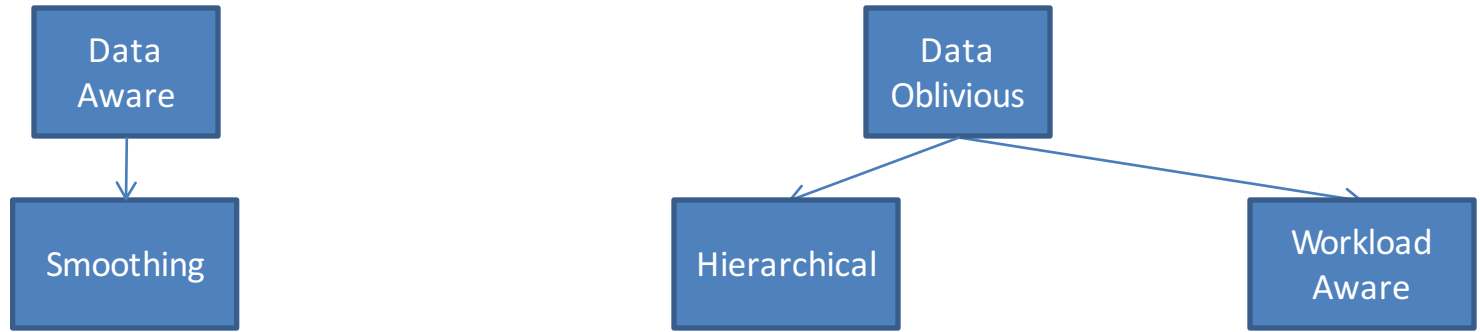 Data
Aware
Data
Oblivious
Smoothing
Hierarchical
Workload
Aware